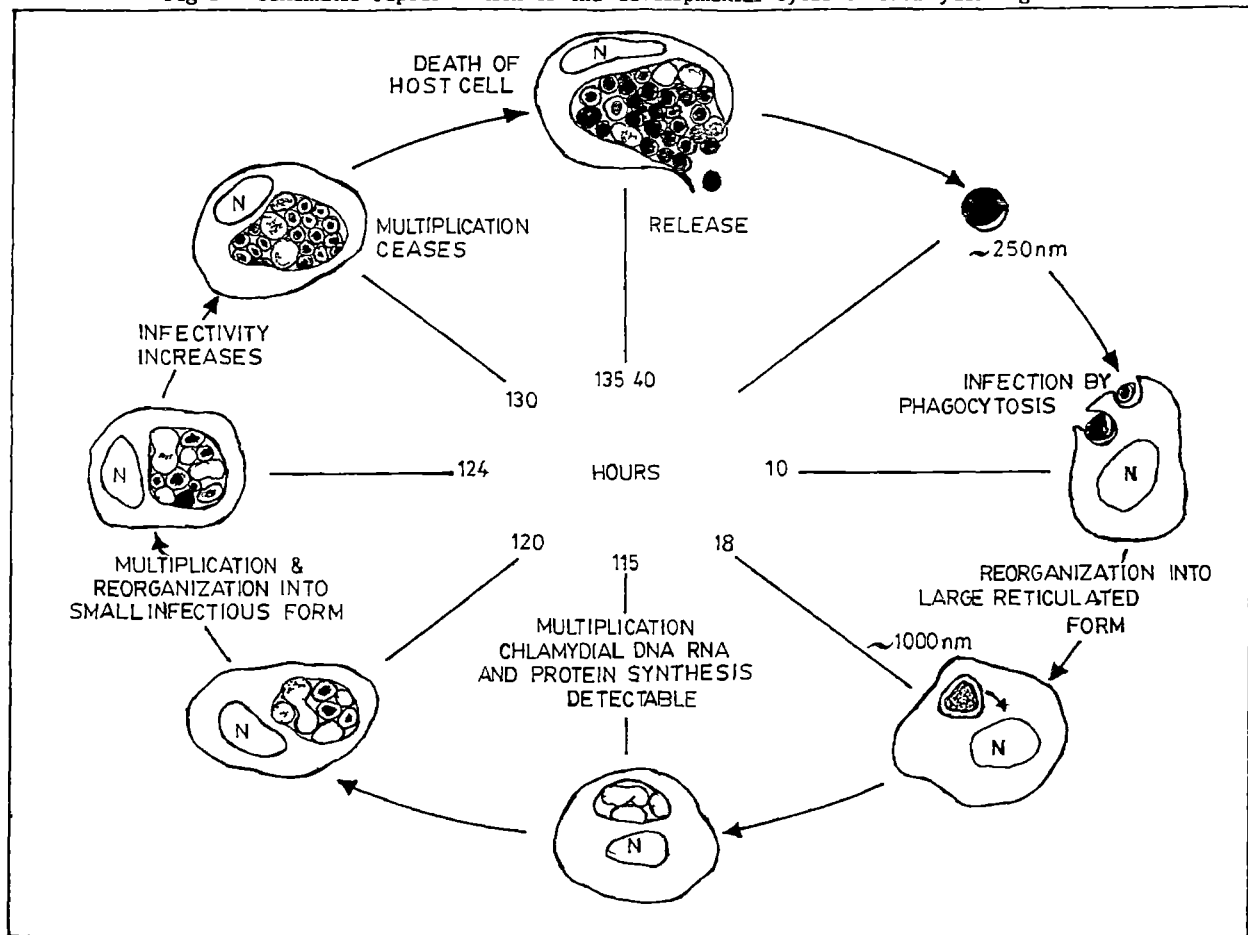 DEATH OF
HOST CELL
N
N
MULTIPLICATION
CEASES
RELEASE
~250nm
INFECTIVITY
INCREASES
INFECTION BY
PHAGOCYTOSIS
135 40
130
N
124
HOURS
10
N
120
18
115
MULTIPLICATION &
REORGANIZATION INTO
SMALL INFECTIOUS FORM
REORGANIZATION INTO
LARGE RETICULATED
FORM
MULTIPLICATION
CHLAMYDIAL DNA RNA
AND PROTEIN SYNTHESIS
DETECTABLE
~1000nm
N
N
N